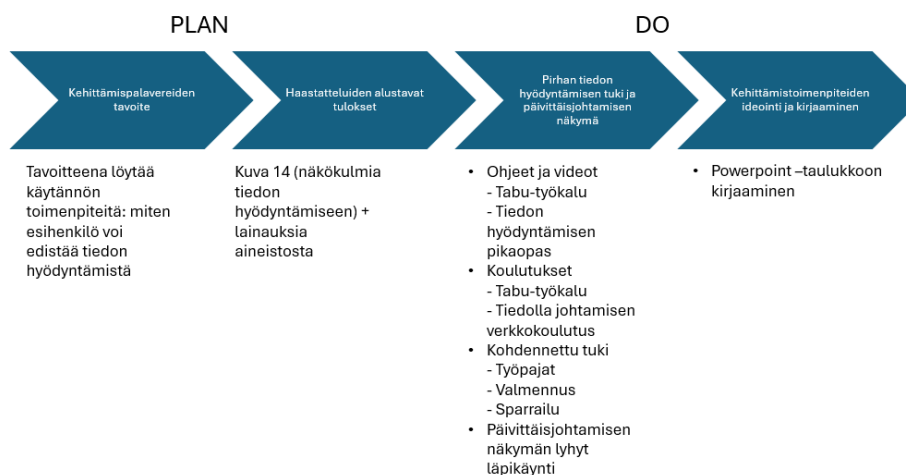 PLAN
DO
Kehittämispalavereiden
tavoite
Haastatteluiden alustavat
tulokset
Pirhan tiedon
hyödyntämisen tuki ja
päivittäisjohtamisen
näkymä
Kehittämistoimenpiteiden
ideointi ja kirjaaminen
Tavoitteena löytää
käytännön
toimenpiteitä: miten
esihenkilö voi
edistää tiedon
hyödyntämistä
Kuva 14 (näkökulmia
tiedon
hyödyntämiseen) +
lainauksia
aineistosta
• Ohjeet ja videot
- Tabu-työkalu
- Tiedon
hyödyntämisen
pikaopas
• Koulutukset
- Tabu-työkalu
- Tiedolla johtamisen
verkkokoulutus
• Kohdennettu tuki
- Työpajat
- Valmennus
- Sparrailu
• Päivittäisjohtamisen
näkymän lyhyt
läpikäynti
• Powerpoint –taulukkoon
kirjaaminen